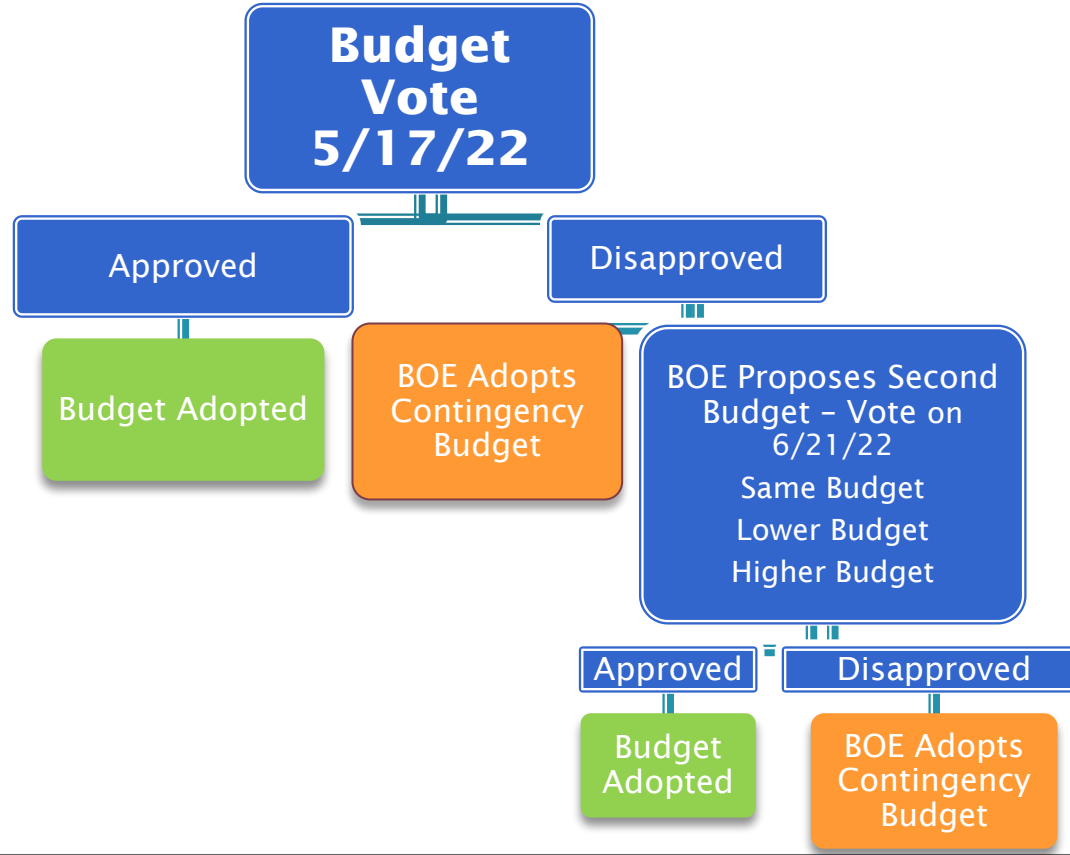 Budget
Vote
5/17/22
Approved
Disapproved
Budget Adopted
BOE Adopts
Contingency
Budget
BOE Proposes Second
Budget – Vote on
6/21/22
Same Budget
Lower Budget
Higher Budget
Approved
Disapproved
Budget
Adopted
BOE Adopts
Contingency
Budget